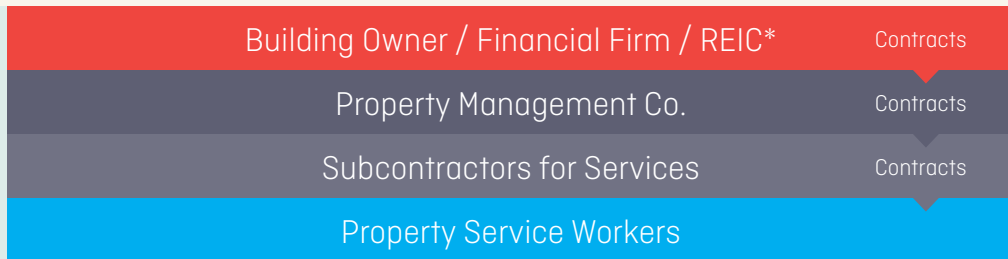 Building Owner / Financial Firm / REIC* Contracts
Property Management Co. Contracts
Subcontractors for Services Contracts
Property Service Workers